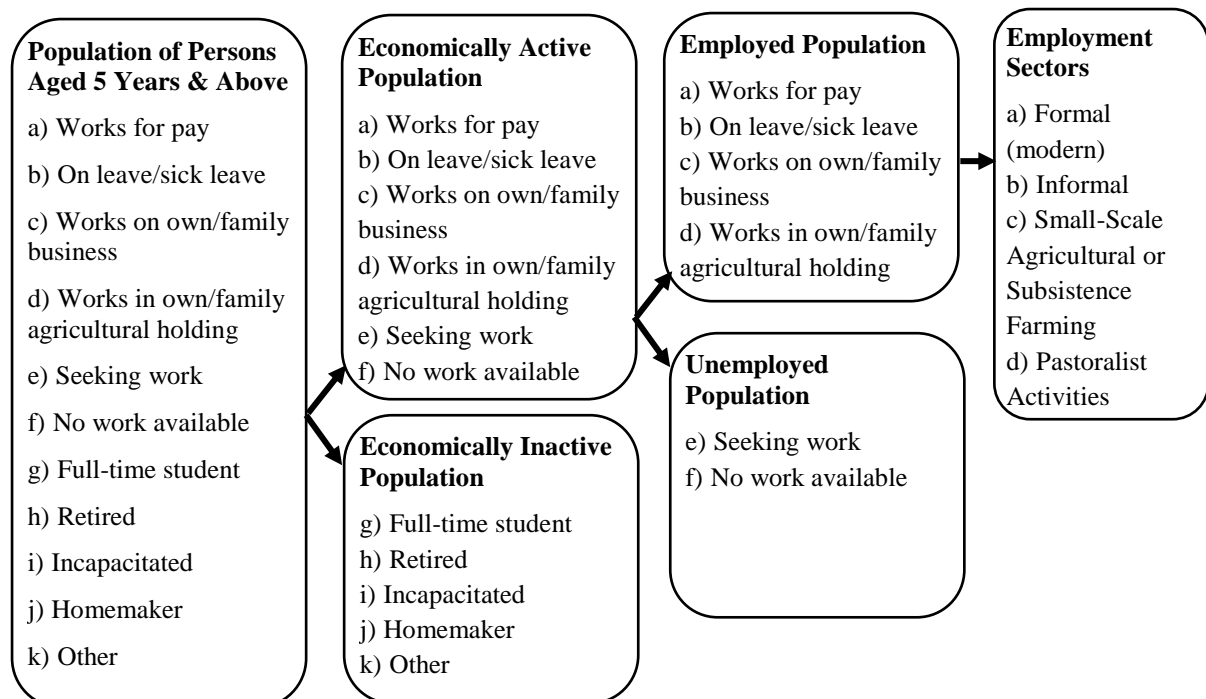 Population of Persons
Aged 5 Years & Above
a) Works for pay
b) On leave/sick leave
c) Works on own/family
business
d) Works in own/family
agricultural holding
e) Seeking work
f) No work available
g) Full-time student
h) Retired
i) Incapacitated
j) Homemaker
k) Other
Economically Active
Population
a) Works for pay
b) On leave/sick leave
c) Works on own/family
business
d) Works in own/family
agricultural holding
e) Seeking work
f) No work available
Economically Inactive
Population
g) Full-time student
h) Retired
i) Incapacitated
j) Homemaker
k) Other
Employed Population
a) Works for pay
b) On leave/sick leave
c) Works on own/family
business
d) Works in own/family
agricultural holding
Unemployed
Population
e) Seeking work
f) No work available
Employment
Sectors
a) Formal
(modern)
b) Informal
c) Small-Scale
Agricultural or
Subsistence
Farming
d) Pastoralist
Activities